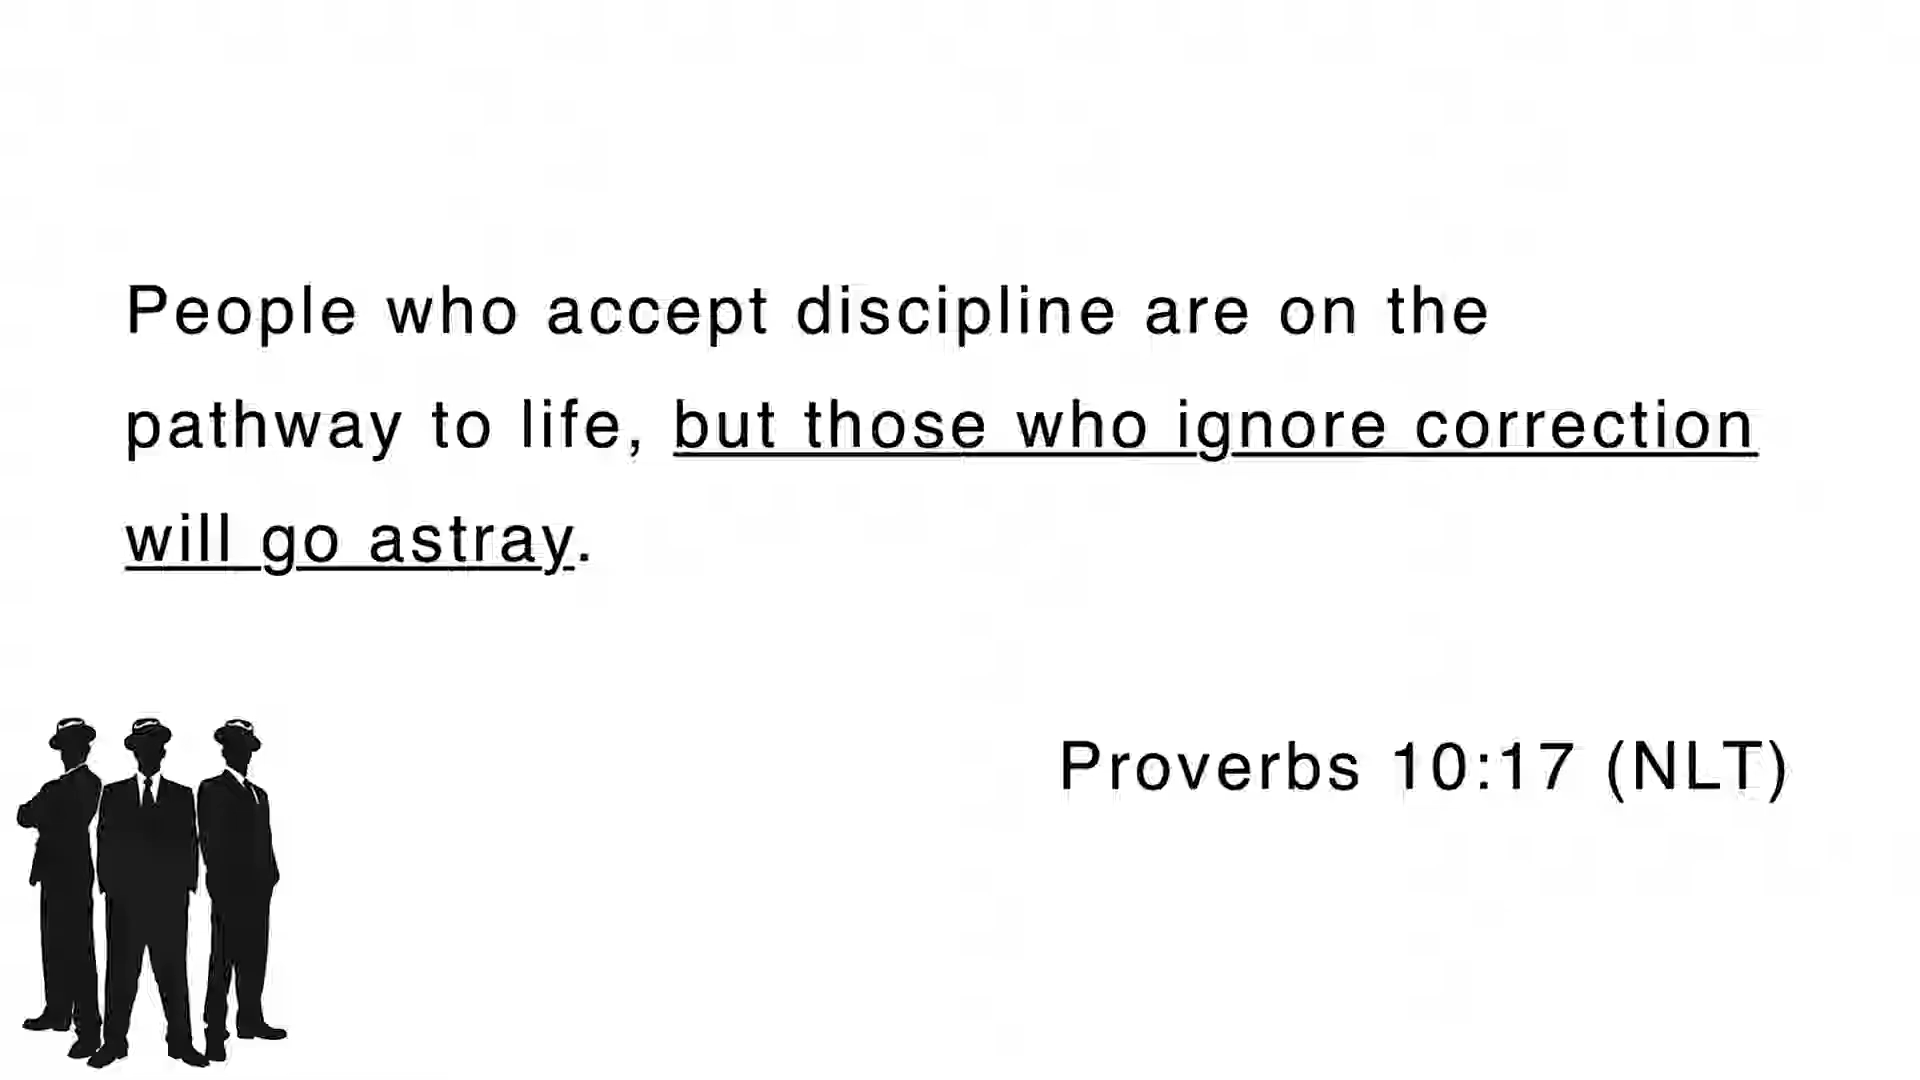 People who accept discipline are on the
pathway to life, but those who ignore correction
will go astray.
Proverbs 10:17 (NLT)